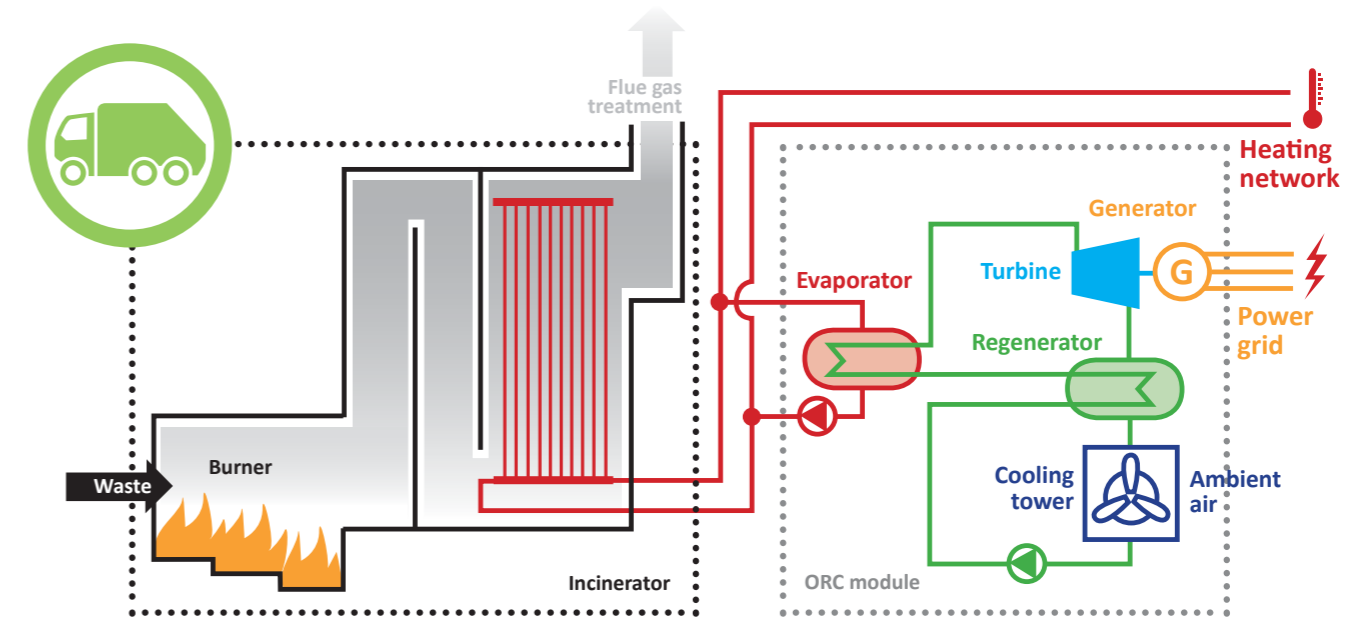 Flue gas
treatment
Heating
network
Generator
Turbine
G
Evaporator
Power
grid
Regenerator
Burner
Waste
Cooling
tower
Ambient
air
Incinerator
ORC module